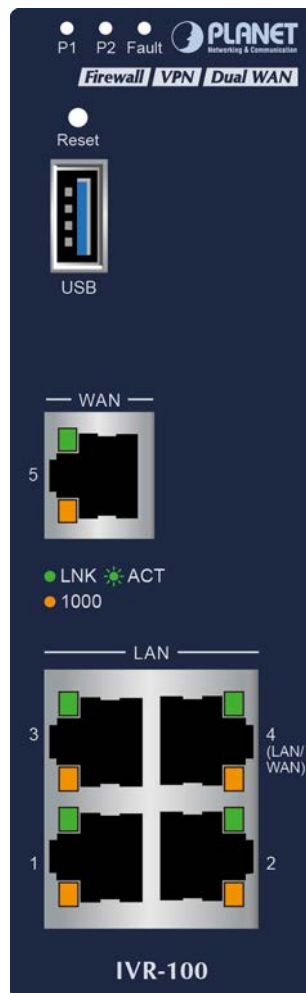 P1 P2 Fault
PLANET
Networking & Communication
Firewall VPN Dual WAN
Reset
USB
WAN
5
LNK ACT
1000
LAN
3
4
(LAN/
WAN)
1
2
IVR-100